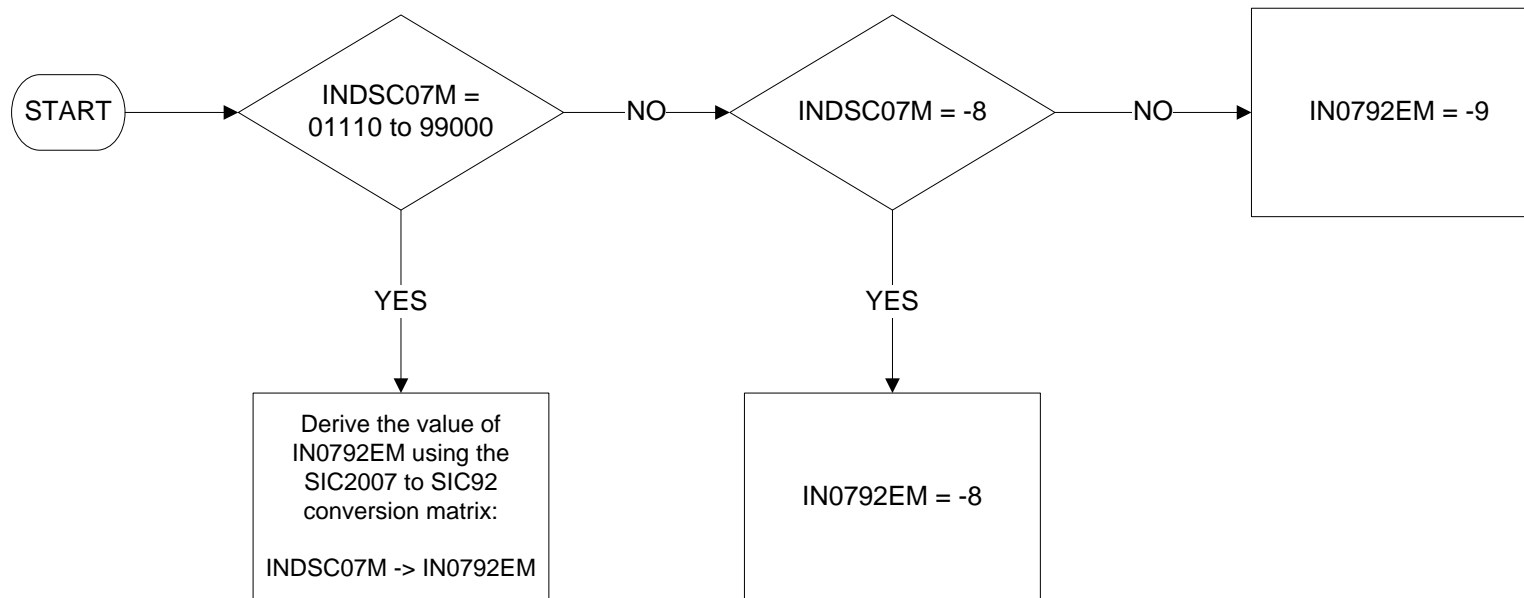 START
INDSC07M =
01110 to 99000
NO
INDSC07M = -8
NO
IN0792EM = -9
YES
YES
Derive the value of
IN0792EM using the
SIC2007 to SIC92
conversion matrix:
INDSC07M -> IN0792EM
IN0792EM = -8